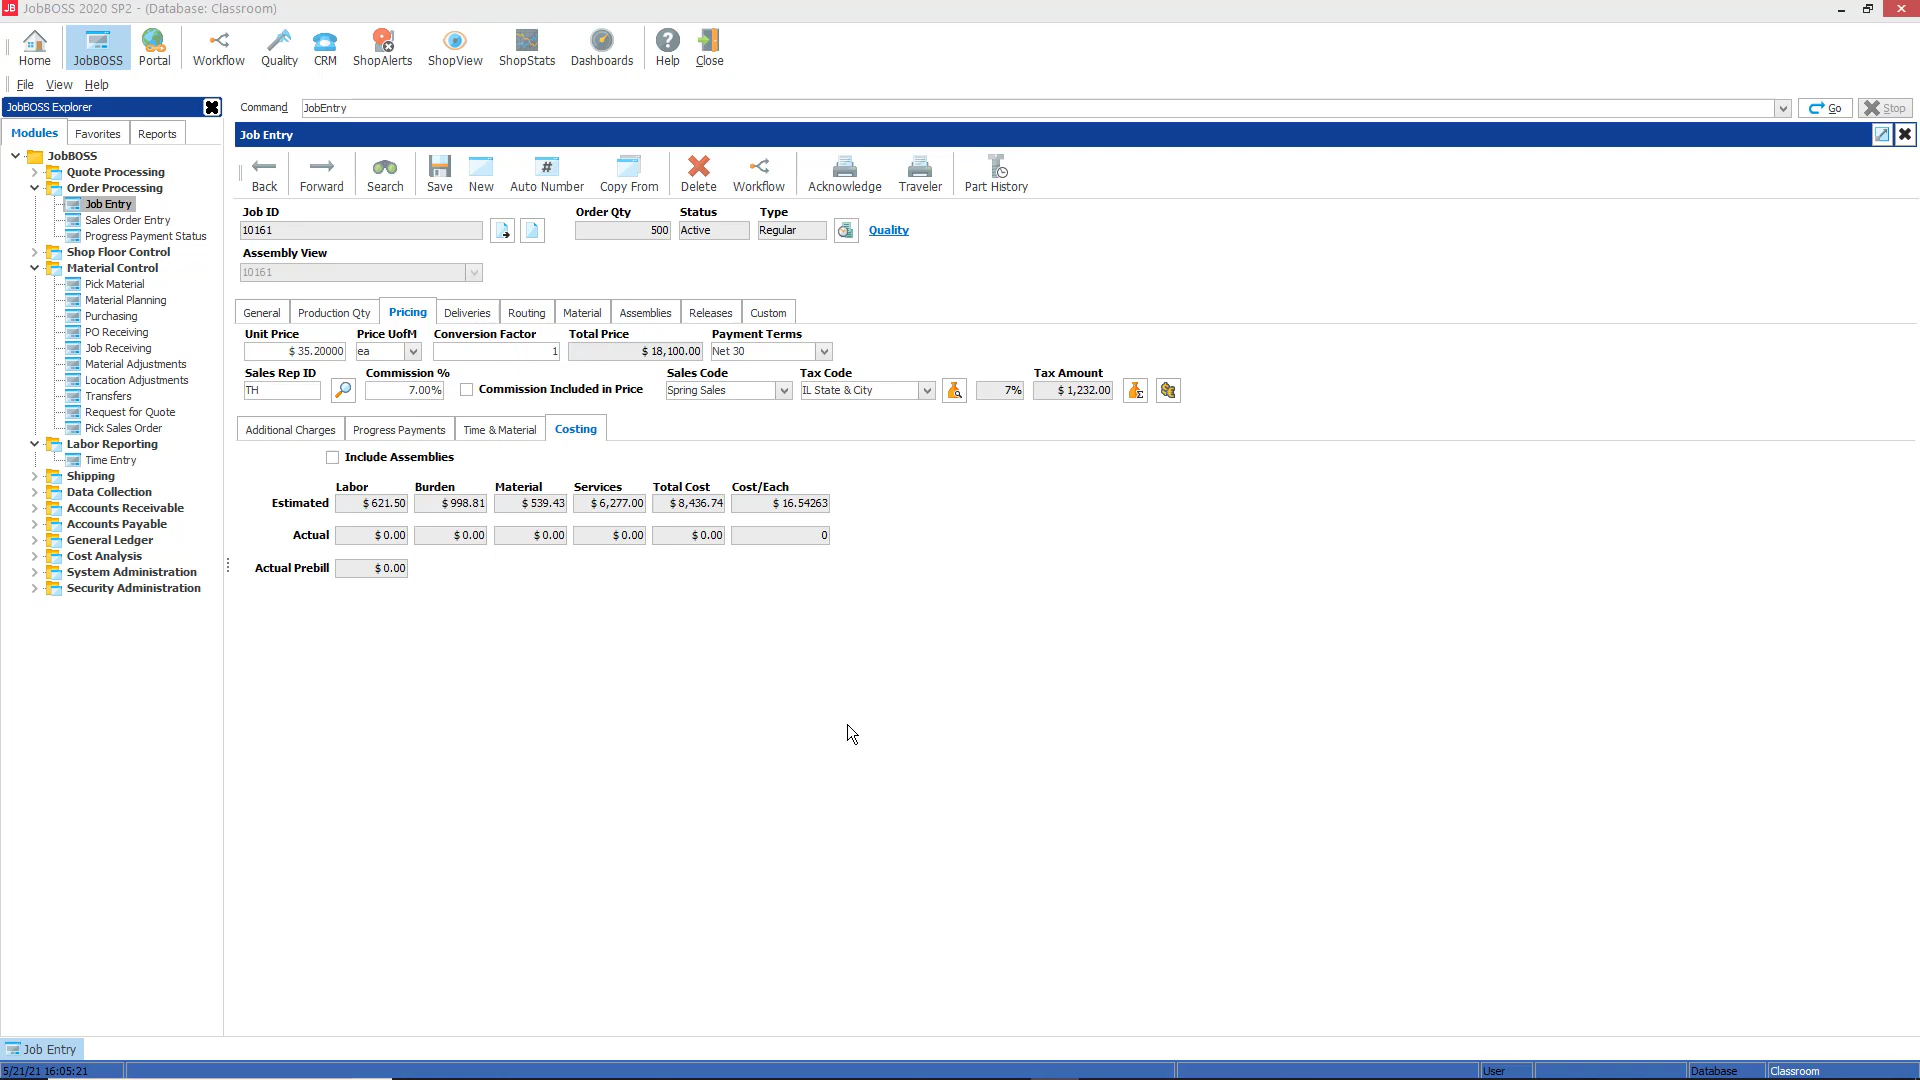 JB JobBOSS 2020 SP2 - (Database: Classroom)
Home JobBOSS Portal Workflow Quality CRM ShopAlerts ShopView ShopStats Dashboards Help Close
File View Help
JobBOSS Explorer
Command JobEntry Go Stop
Modules Favorites Reports
Job Entry
JobBOSS
Quote Processing
Order Processing
Job Entry
Sales Order Entry
Progress Payment Status
Shop Floor Control
Material Control
Pick Material
Material Planning
Purchasing
PO Receiving
Job Receiving
Material Adjustments
Location Adjustments
Transfers
Request for Quote
Pick Sales Order
Labor Reporting
Time Entry
Shipping
Data Collection
Accounts Receivable
Accounts Payable
General Ledger
Cost Analysis
System Administration
Security Administration
Back Forward Search Save New # Auto Number Copy From Delete Workflow Acknowledge Traveler Part History
Job ID Order Qty Status Type
10161 500 Active Regular Quality
Assembly View
10161
General Production Qty Pricing Deliveries Routing Material Assemblies Releases Custom
Unit Price Price UofM Conversion Factor Total Price Payment Terms
$ 35.20000 ea 1 $ 18,100.00 Net 30
Sales Rep ID Commission % Sales Code Tax Code Tax Amount
TH 7.00% Commission Included in Price Spring Sales IL State & City 7% $ 1,232.00
Additional Charges Progress Payments Time & Material Costing
Include Assemblies
Labor Burden Material Services Total Cost Cost/Each
Estimated $ 621.50 $ 998.81 $ 539.43 $ 6,277.00 $ 8,436.74 $ 16.54263
Actual $ 0.00 $ 0.00 $ 0.00 $ 0.00 $ 0.00 0
Actual Prebill $ 0.00
Job Entry
5/21/21 16:05:21 User Database Classroom